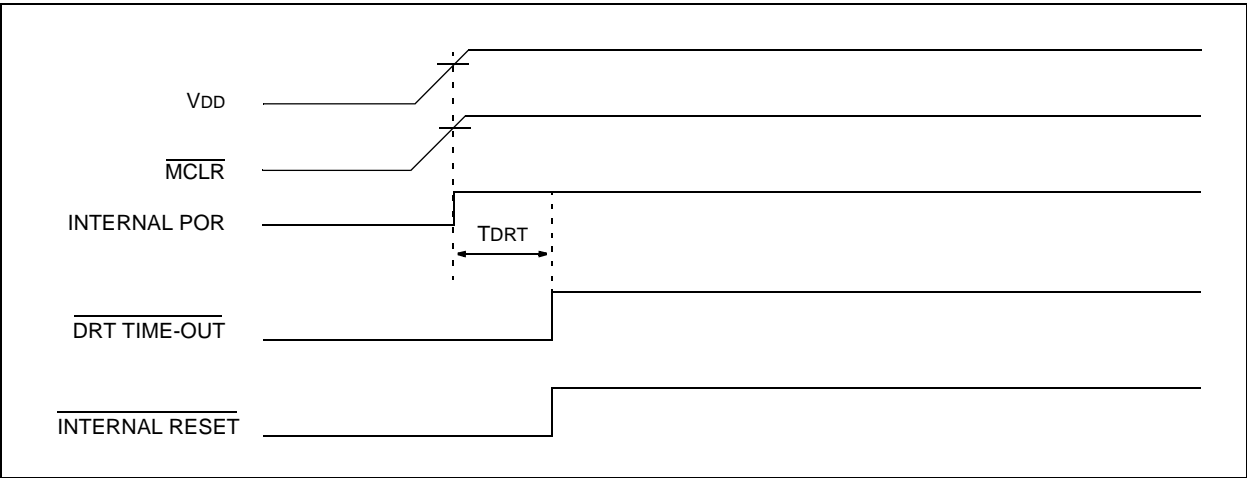 VDD
MCLR
INTERNAL POR
TDRT
DRT TIME-OUT
INTERNAL RESET